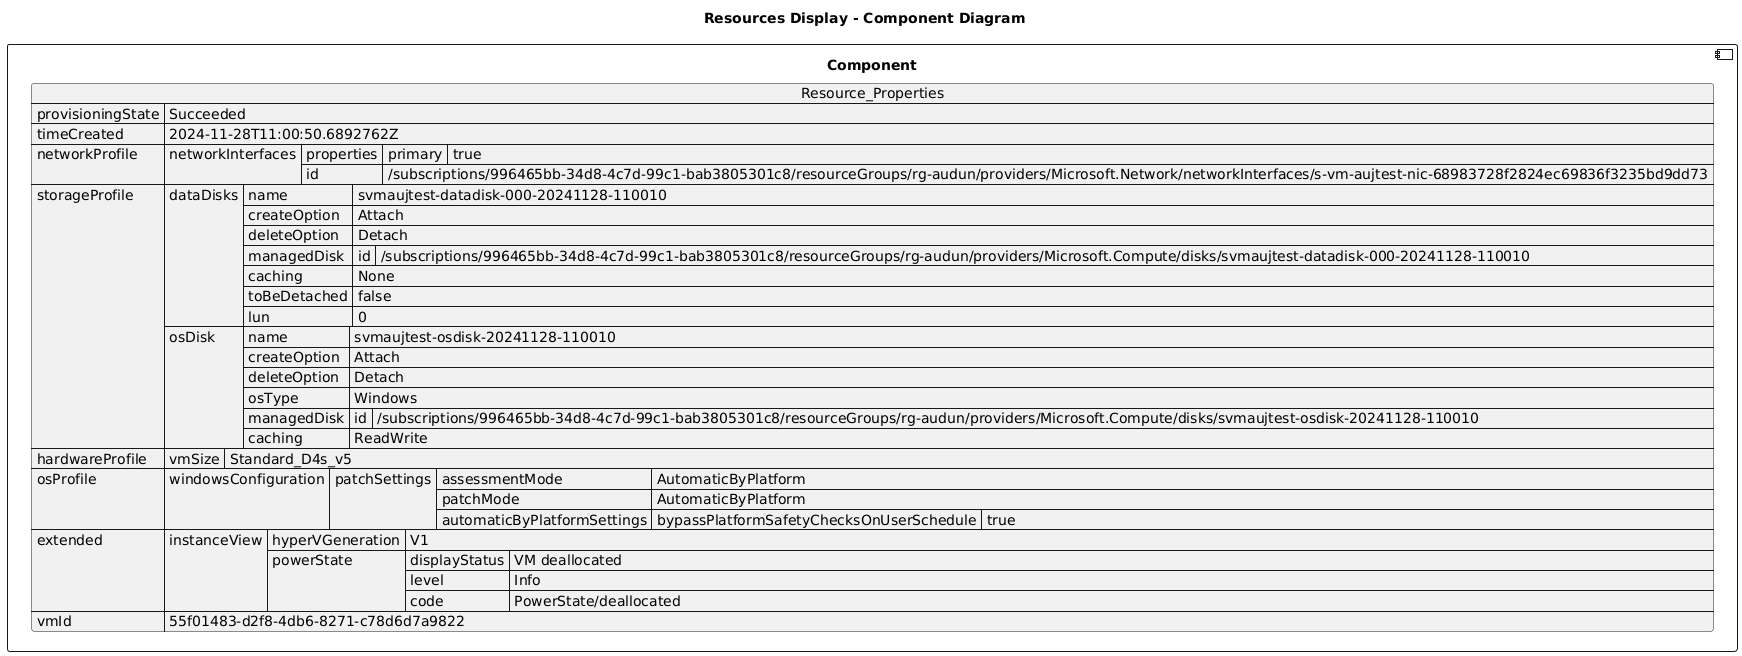 Resources Display - Component Diagram
Component
Resource_Properties
provisioningState Succeeded
timeCreated 2024-11-28T11:00:50.6892762Z
networkProfile networkInterfaces properties primary true
id /subscriptions/996465bb-34d8-4c7d-99c1-bab3805301c8/resourceGroups/rg-audun/providers/Microsoft.Network/networkInterfaces/s-vm-aujtest-nic-68983728f2824ec69836f3235bd9dd73
storageProfile dataDisks name svmaujtest-datadisk-000-20241128-110010
createOption Attach
deleteOption Detach
managedDisk id /subscriptions/996465bb-34d8-4c7d-99c1-bab3805301c8/resourceGroups/rg-audun/providers/Microsoft.Compute/disks/svmaujtest-datadisk-000-20241128-110010
caching None
toBeDetached false
lun 0
osDisk name svmaujtest-osdisk-20241128-110010
createOption Attach
deleteOption Detach
osType Windows
managedDisk id /subscriptions/996465bb-34d8-4c7d-99c1-bab3805301c8/resourceGroups/rg-audun/providers/Microsoft.Compute/disks/svmaujtest-osdisk-20241128-110010
caching ReadWrite
hardwareProfile vmSize Standard_D4s_v5
osProfile windowsConfiguration patchSettings assessmentMode AutomaticByPlatform
patchMode AutomaticByPlatform
automaticByPlatformSettings bypassPlatformSafetyChecksOnUserSchedule true
extended instanceView hyperVGeneration V1
powerState displayStatus VM deallocated
level Info
code PowerState/deallocated
vmId 55f01483-d2f8-4db6-8271-c78d6d7a9822